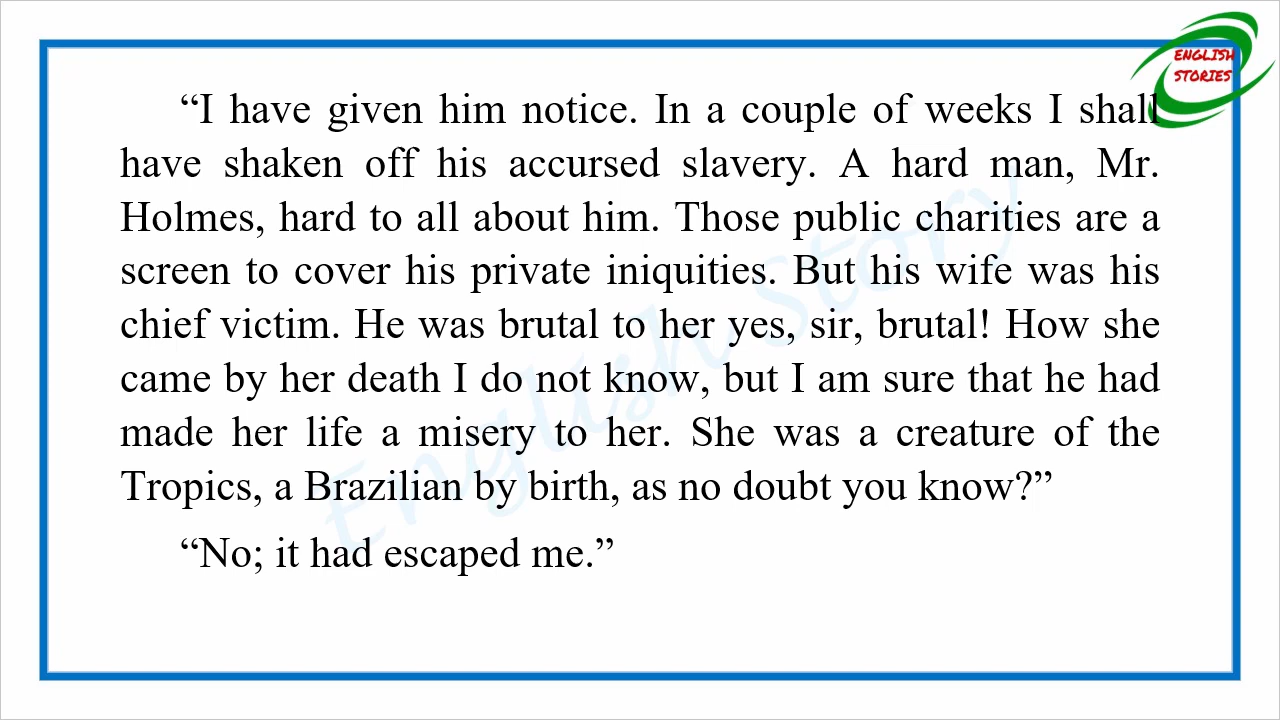 ENGLISH
STORIES
“I have given him notice. In a couple of weeks I shall
have shaken off his accursed slavery. A hard man, Mr.
Holmes, hard to all about him. Those public charities are a
screen to cover his private iniquities. But his wife was his
chief victim. He was brutal to her yes, sir, brutal! How she
came by her death I do not know, but I am sure that he had
made her life a misery to her. She was a creature of the
Tropics, a Brazilian by birth, as no doubt you know?”
“No; it had escaped me.”
English Story